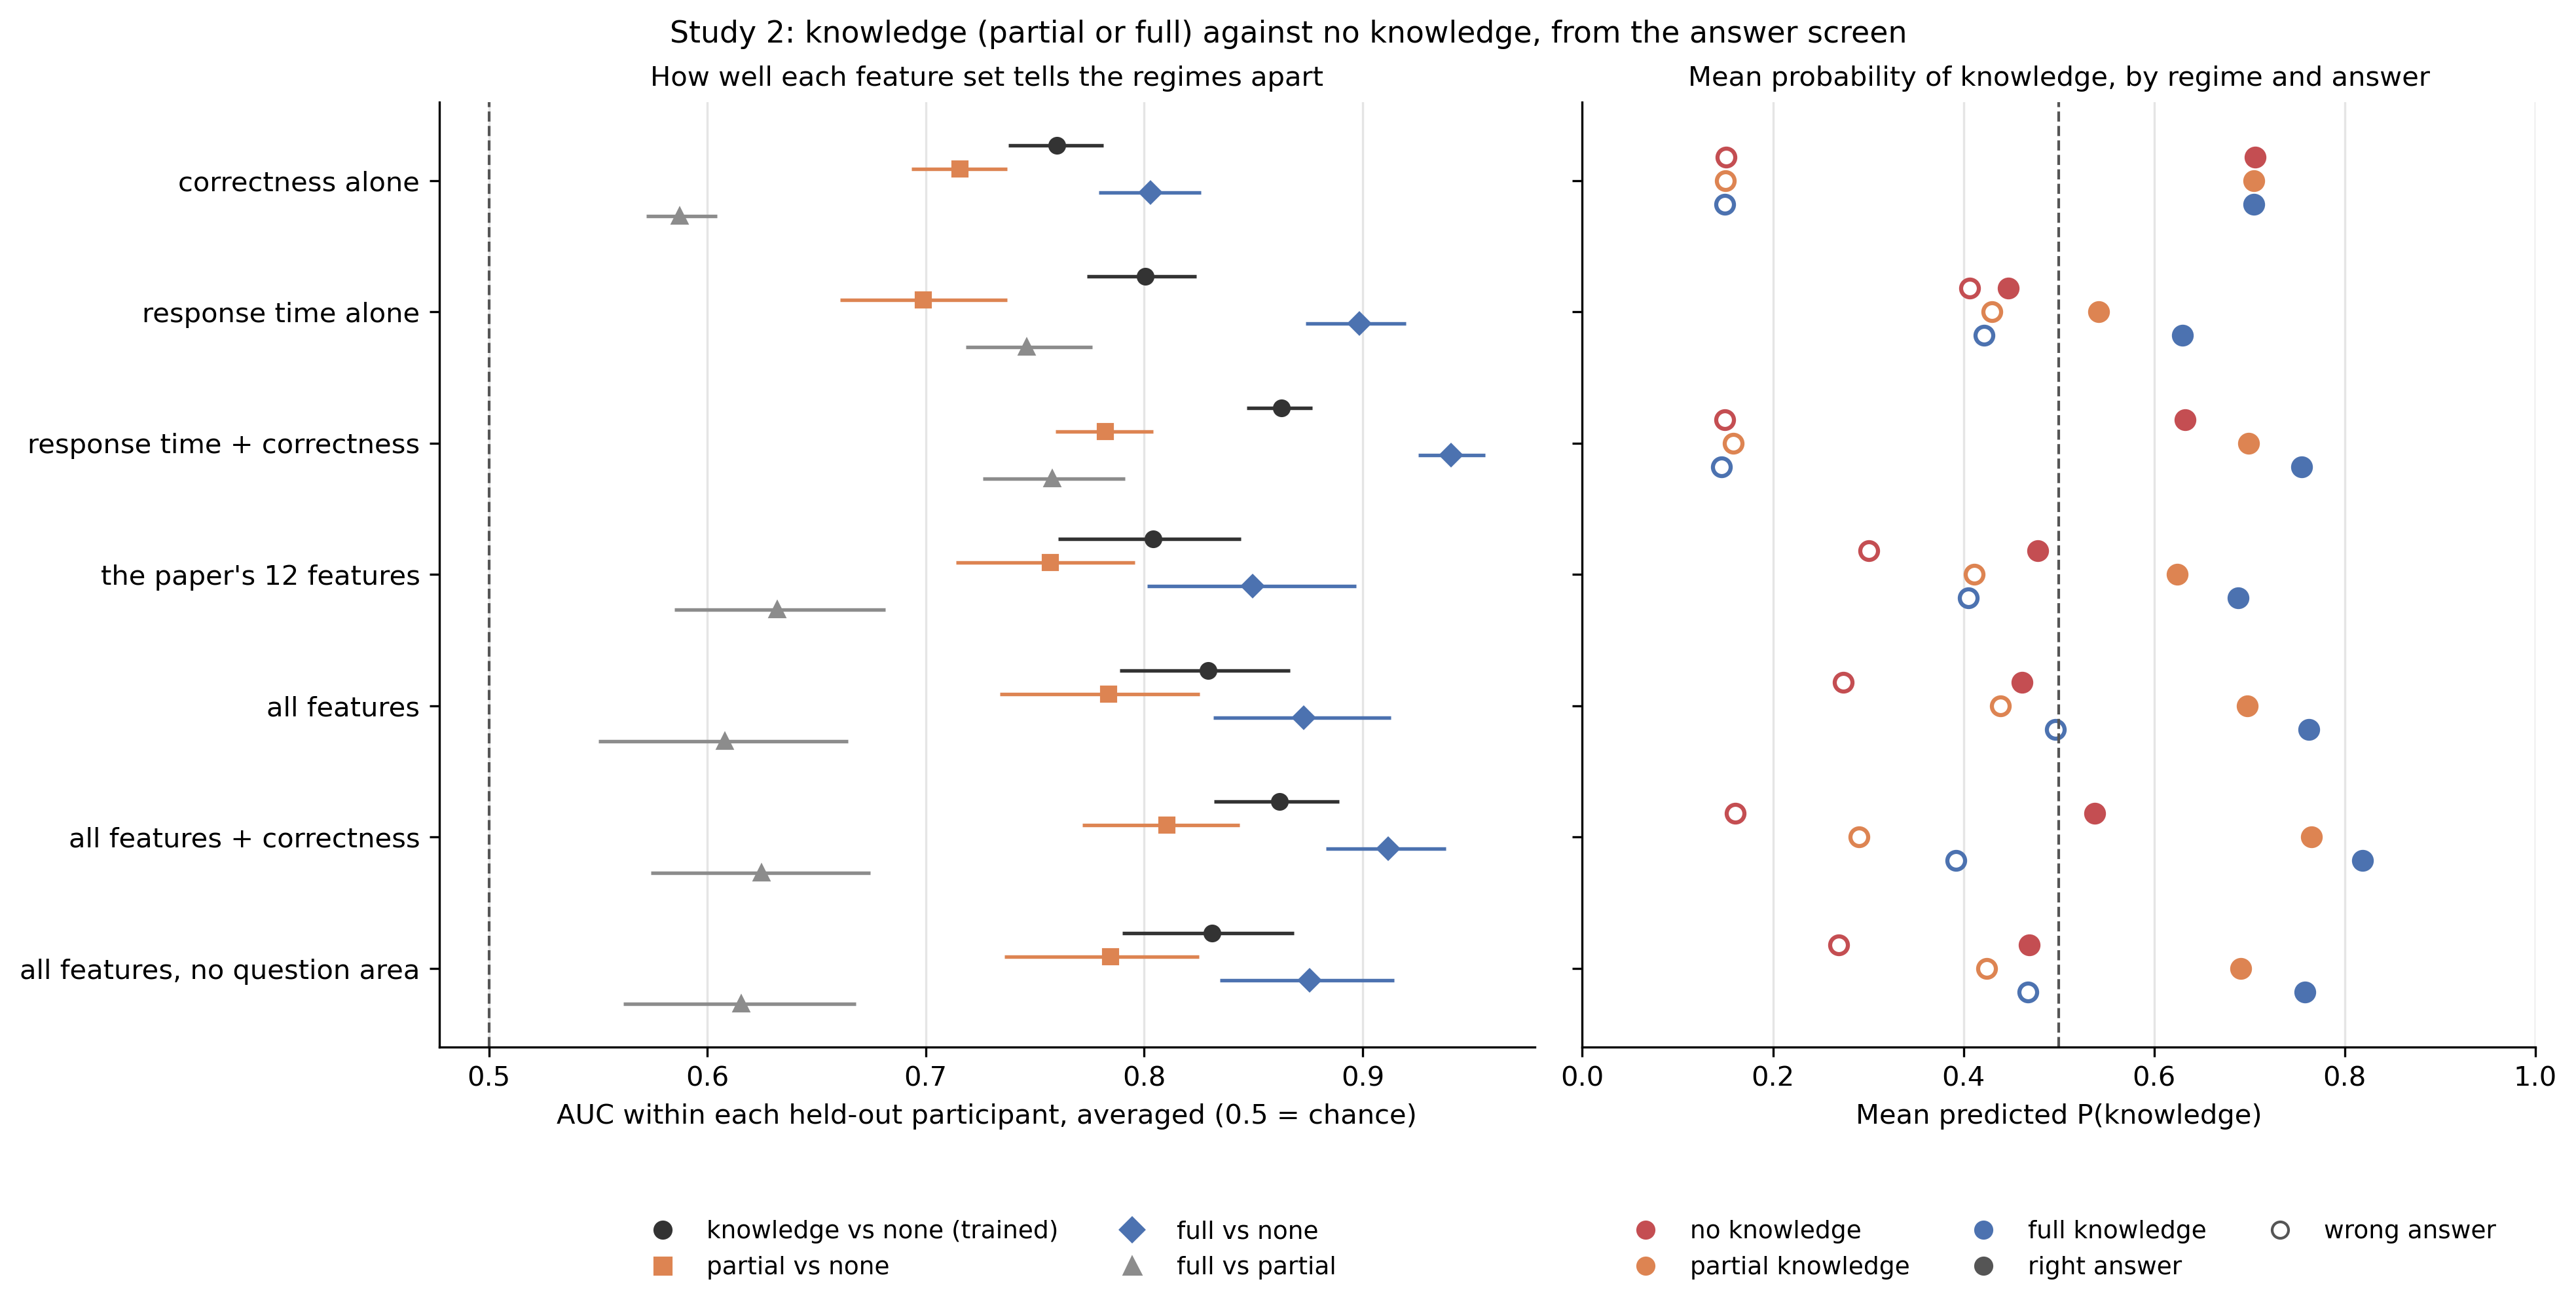 Study 2: knowledge (partial or full) against no knowledge, from the answer screen
How well each feature set tells the regimes apart
correctness alone
response time alone
response time + correctness
the paper's 12 features
all features
all features + correctness
all features, no question area
0.5 0.6 0.7 0.8 0.9
AUC within each held-out participant, averaged (0.5 = chance)
knowledge vs none (trained)
partial vs none
full vs none
full vs partial
Mean probability of knowledge, by regime and answer
0.0 0.2 0.4 0.6 0.8 1.0
Mean predicted P(knowledge)
no knowledge
partial knowledge
full knowledge
right answer
wrong answer